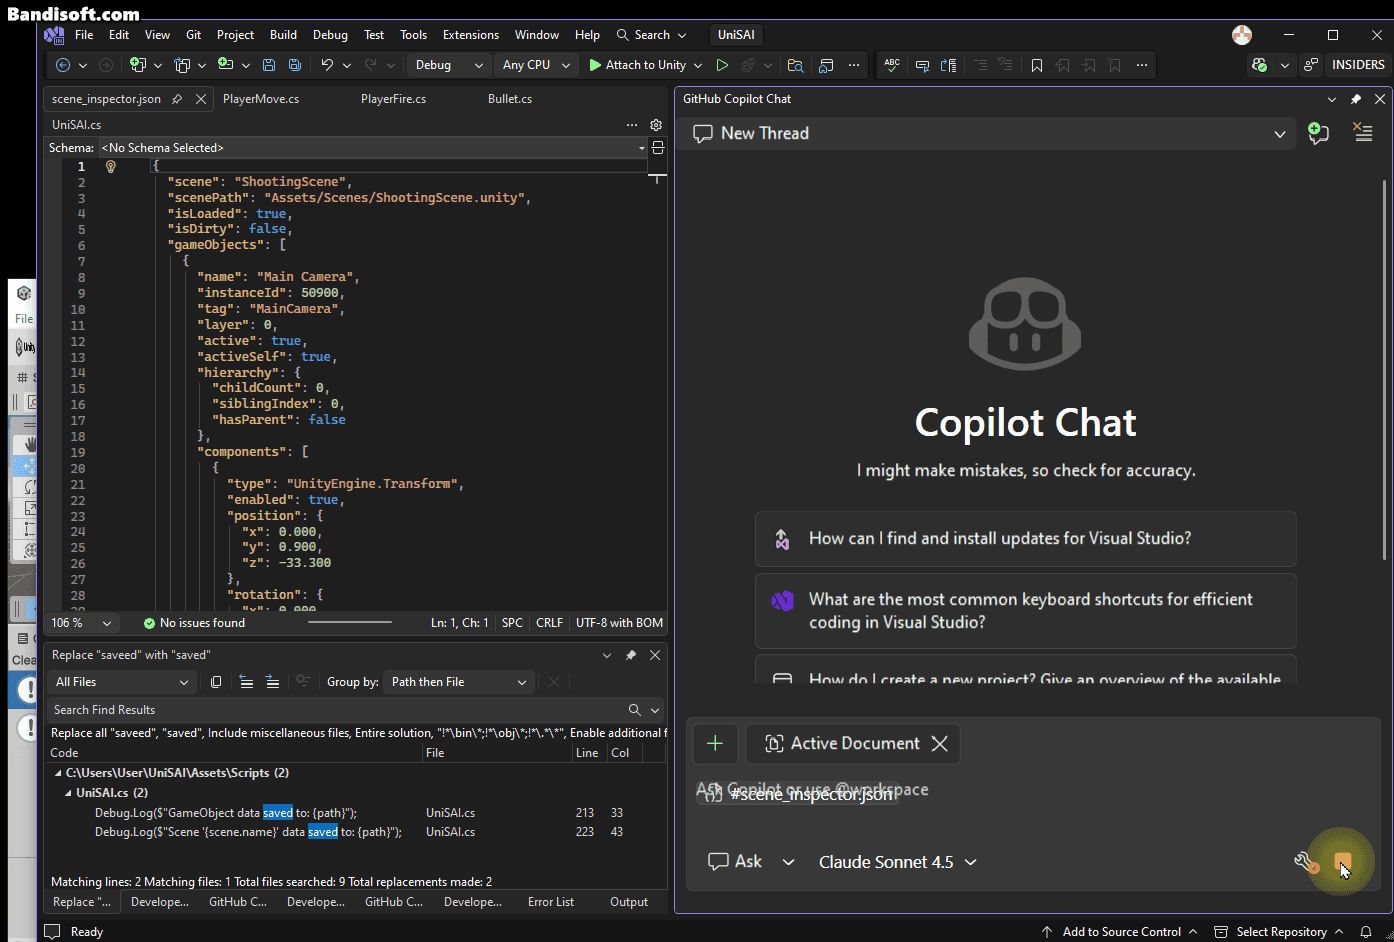 Bandisoft.com
File Edit View Git Project Build Debug Test Tools Extensions Window Help Search UniSAI
Debug Any CPU Attach to Unity ABC INSIDERS
scene_inspector.json PlayerMove.cs PlayerFire.cs Bullet.cs
UniSAI.cs
Schema: <No Schema Selected>
1 {
2 "scene": "ShootingScene",
3 "scenePath": "Assets/Scenes/ShootingScene.unity",
4 "isLoaded": true,
5 "isDirty": false,
6 "gameObjects": [
7 {
8 "name": "Main Camera",
9 "instanceId": 50900,
10 "tag": "MainCamera",
11 "layer": 0,
12 "active": true,
13 "activeSelf": true,
14 "hierarchy": {
15 "childCount": 0,
16 "siblingIndex": 0,
17 "hasParent": false
18 },
19 "components": [
20 {
21 "type": "UnityEngine.Transform",
22 "enabled": true,
23 "position": {
24 "x": 0.000,
25 "y": 0.900,
26 "z": -33.300
27 },
28 "rotation": {
29 "x": 0.000
106 % No issues found Ln: 1, Ch: 1 SPC CRLF UTF-8 with BOM
Replace "saveed" with "saved"
All Files Group by: Path then File
Search Find Results
Replace all "saveed", "saved", Include miscellaneous files, Entire solution, "!*\bin\*;!*\obj\*;!*\.*\*", Enable additional f
Code File Line Col
C:\Users\User\UniSAI\Assets\Scripts (2)
UniSAI.cs (2)
Debug.Log($"GameObject data saved to: {path}"); UniSAI.cs 213 33
Debug.Log($"Scene '{scene.name}' data saved to: {path}"); UniSAI.cs 223 43
Matching lines: 2 Matching files: 1 Total files searched: 9 Total replacements made: 2
Replace "... Develope... GitHub C... Develope... GitHub C... Develope... Error List Output
Ready Add to Source Control Select Repository
GitHub Copilot Chat
New Thread
Copilot Chat
I might make mistakes, so check for accuracy.
How can I find and install updates for Visual Studio?
What are the most common keyboard shortcuts for efficient
coding in Visual Studio?
How do I create a new project? Give an overview of the available
Active Document
Ask Copilot or use @workspace
#scene_inspector.json
Ask Claude Sonnet 4.5
File
Unity
Clea